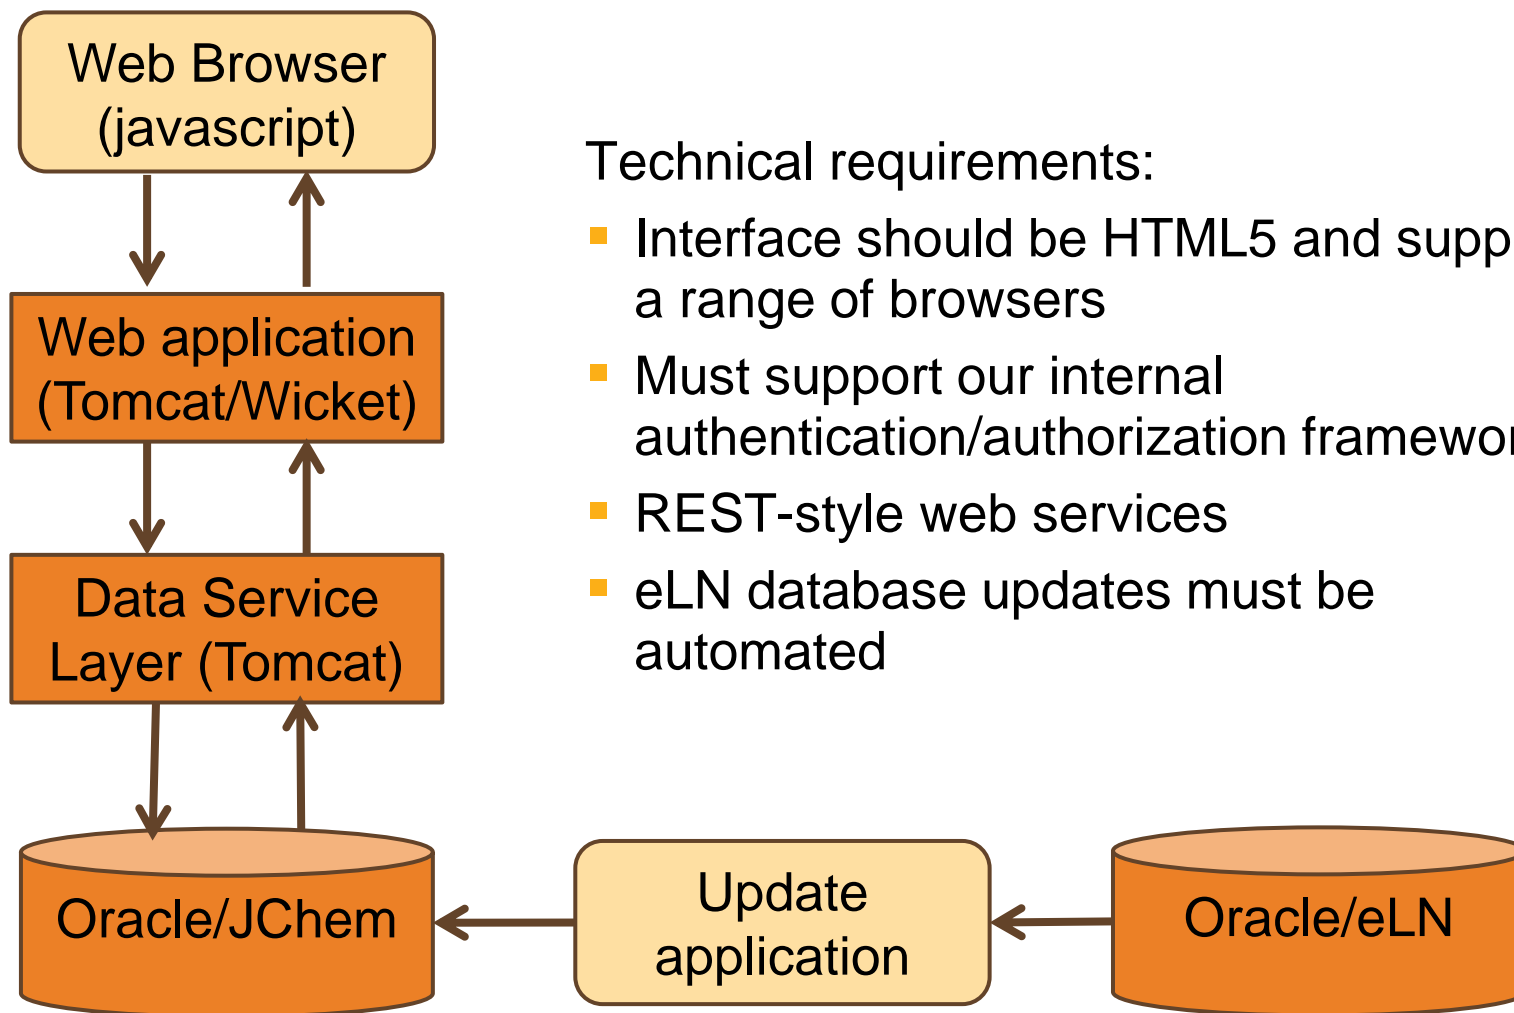 Web Browser
(javascript)
Web application
(Tomcat/Wicket)
Data Service
Layer (Tomcat)
Oracle/JChem
Technical requirements:
Interface should be HTML5 and supp
a range of browsers
Must support our internal
authentication/authorization framewor
REST-style web services
eLN database updates must be
automated
Update
application
Oracle/eLN